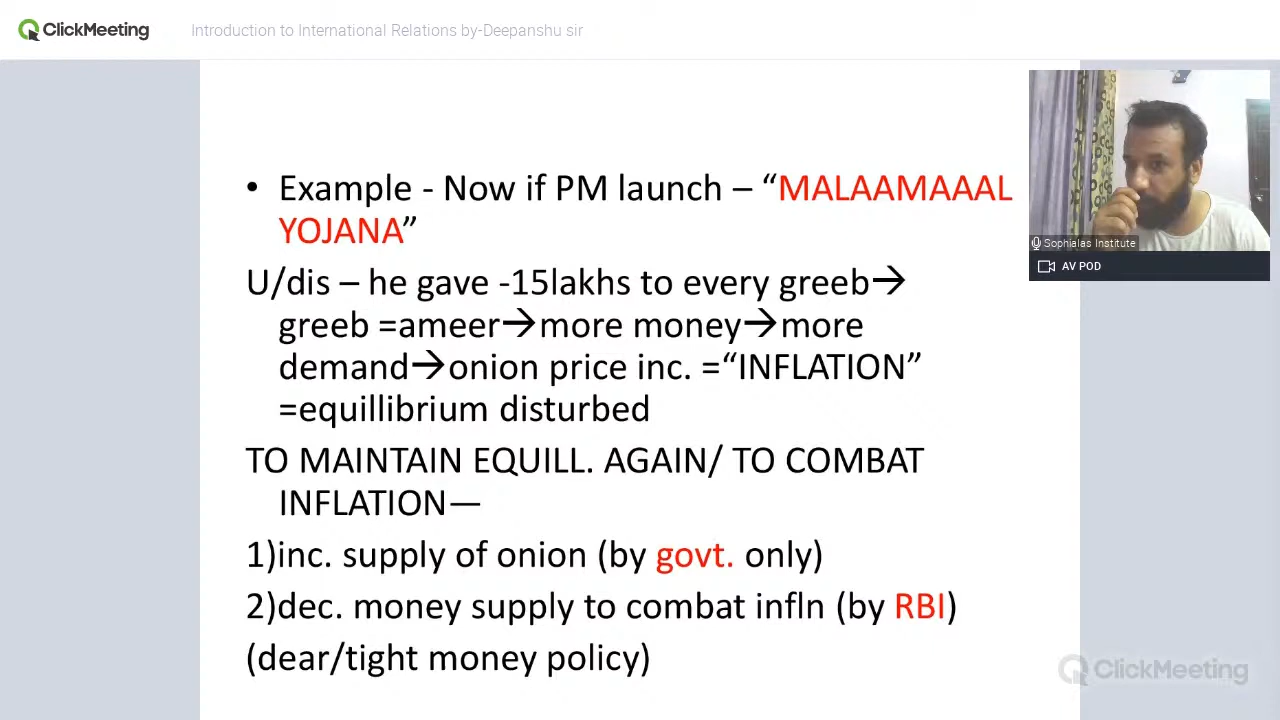 ClickMeeting
Introduction to International Relations by-Deepanshu sir
• Example - Now if PM launch – “MALAAMAAAL
YOJANA”
U/dis – he gave -15lakhs to every greeb→
greeb =ameer→more money→more
demand→onion price inc. =“INFLATION”
=equillibrium disturbed
TO MAINTAIN EQUILL. AGAIN/ TO COMBAT
INFLATION—
1)inc. supply of onion (by govt. only)
2)dec. money supply to combat infln (by RBI)
(dear/tight money policy)
Sophialas Institute
AV POD
ClickMeeting